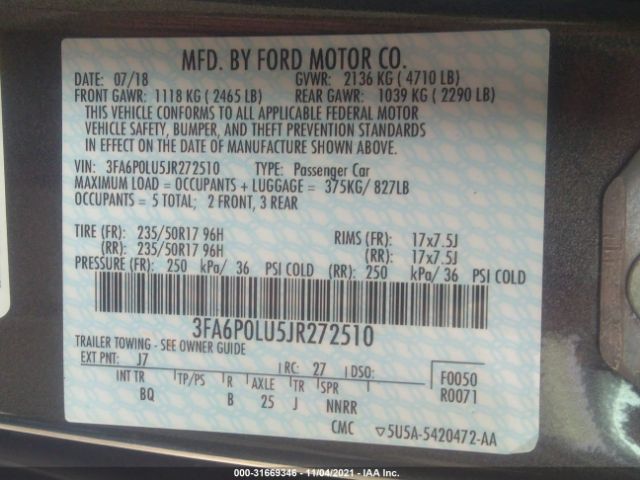 MFD. BY FORD MOTOR CO.
DATE: 07/18 GVWR: 2136 KG ( 4710 LB)
FRONT GAWR: 1118 KG ( 2465 LB) REAR GAWR: 1039 KG ( 2290 LB)
THIS VEHICLE CONFORMS TO ALL APPLICABLE FEDERAL MOTOR
VEHICLE SAFETY, BUMPER, AND THEFT PREVENTION STANDARDS
IN EFFECT ON THE DATE OF MANUFACTURE SHOWN ABOVE.
VIN: 3FA6P0LU5JR272510 TYPE: Passenger Car
MAXIMUM LOAD = OCCUPANTS + LUGGAGE = 375KG/ 827LB
OCCUPANTS = 5 TOTAL; 2 FRONT, 3 REAR
TIRE (FR): 235/50R17 96H RIMS (FR): 17x7.5J
(RR): 235/50R17 96H (RR): 17x7.5J
PRESSURE (FR): 250 kPa/ 36 PSI COLD (RR): 250 kPa/ 36 PSI COLD
3FA6P0LU5JR272510
TRAILER TOWING - SEE OWNER GUIDE
EXT PNT: J7 RC: 27 DSO: F0050
INT TR TP/PS R AXLE TR SPR R0071
BQ B 25 J NNRR
CMC ▽5U5A-5420472-AA
000-31669346 - 11/04/2021 - IAA Inc.